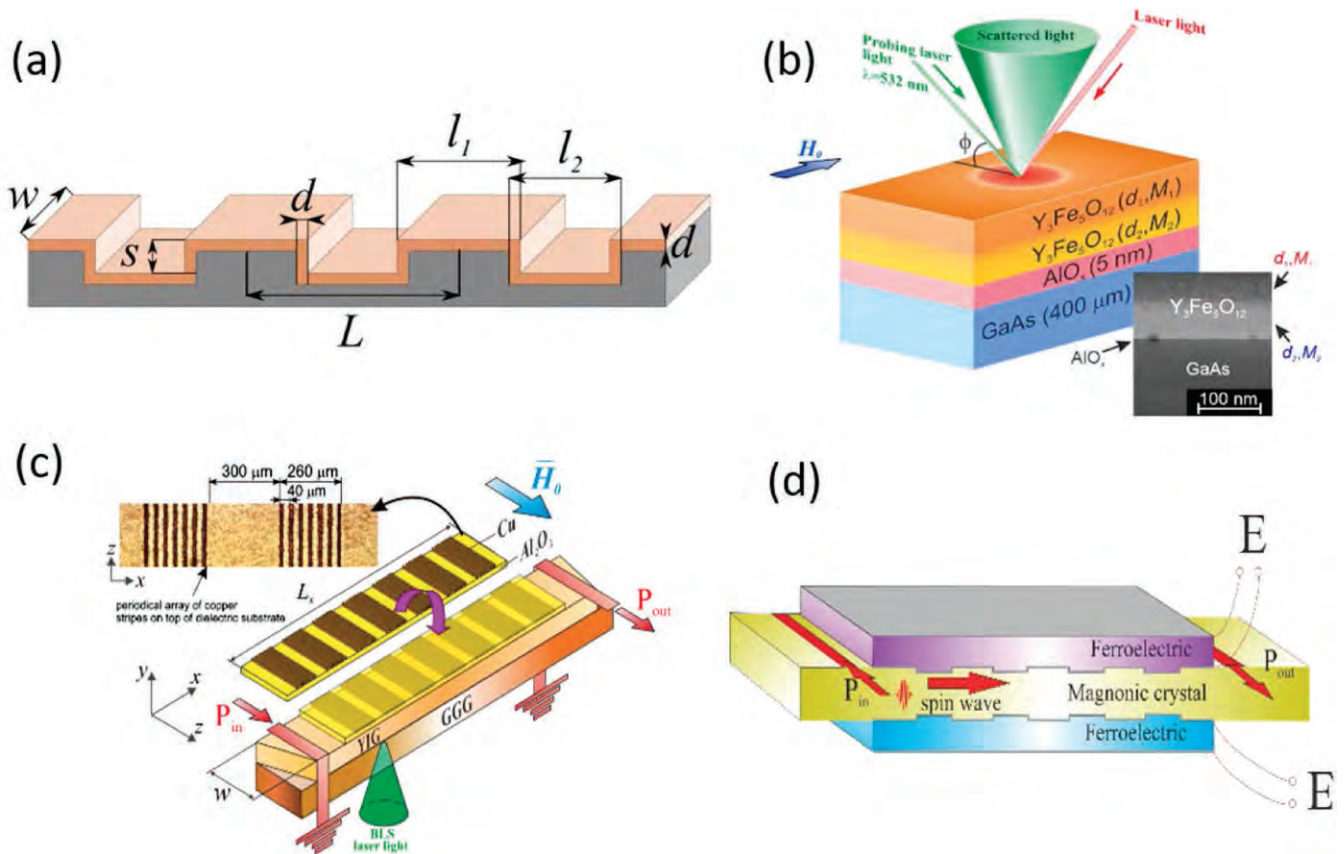 (a)
w
s
d
l₁
l₂
d
L
(b)
Scattered light
Laser light
Probing laser
light
λ=532 nm
H₀
ϕ
Y₃Fe₅O₁₂ (d₁,M₁)
Y₃Fe₅O₁₂ (d₂,M₂)
AlOₓ (5 nm)
GaAs (400 μm)
d₁,M₁
Y₃Fe₅O₁₂
d₂,M₂
AlOₓ
GaAs
100 nm
(c)
300 μm
260 μm
40 μm
H̅₀
z
x
periodical array of copper
stripes on top of dielectric substrate
Cu
Al₂O₃
Lₓ
Pout
y
x
z
Pin
YIG
GGG
w
BLS
laser light
(d)
E
Ferroelectric
Pin
spin wave
Magnonic crystal
Pout
Ferroelectric
E